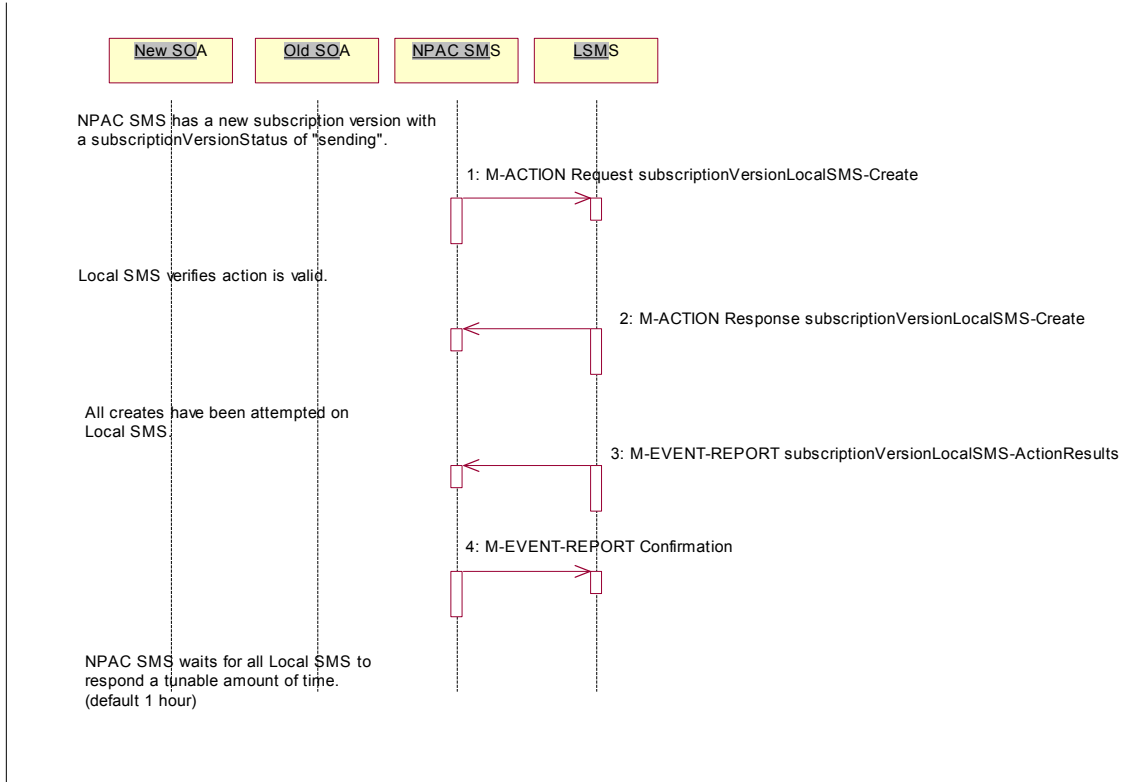 New SOA
Old SOA
NPAC SMS
LSMS
NPAC SMS has a new subscription version with
a subscriptionVersionStatus of "sending".
1: M-ACTION Request subscriptionVersionLocalSMS-Create
Local SMS verifies action is valid.
2: M-ACTION Response subscriptionVersionLocalSMS-Create
All creates have been attempted on
Local SMS.
3: M-EVENT-REPORT subscriptionVersionLocalSMS-ActionResults
4: M-EVENT-REPORT Confirmation
NPAC SMS waits for all Local SMS to
respond a tunable amount of time.
(default 1 hour)